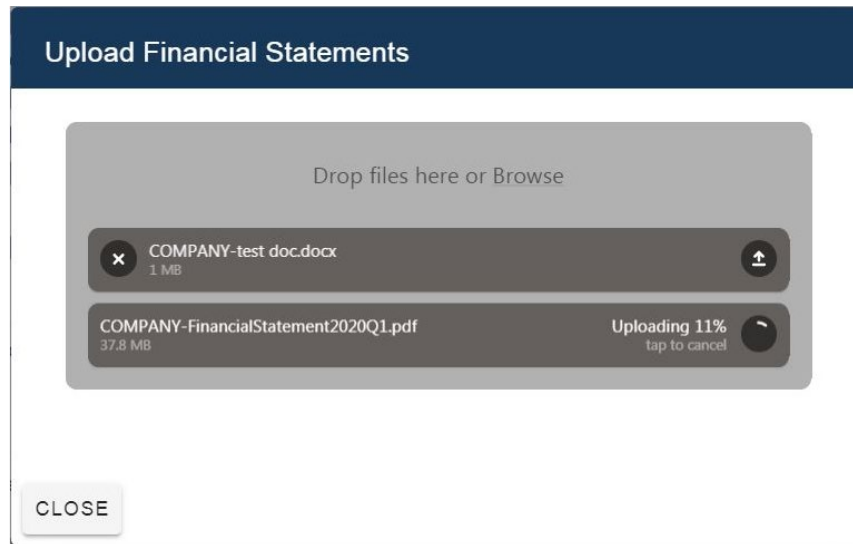 Upload Financial Statements
Drop files here or Browse
COMPANY-test doc.docx
1 MB
COMPANY-FinancialStatement2020Q1.pdf
Uploading 11%
37.8 MB
tap to cancel
CLOSE